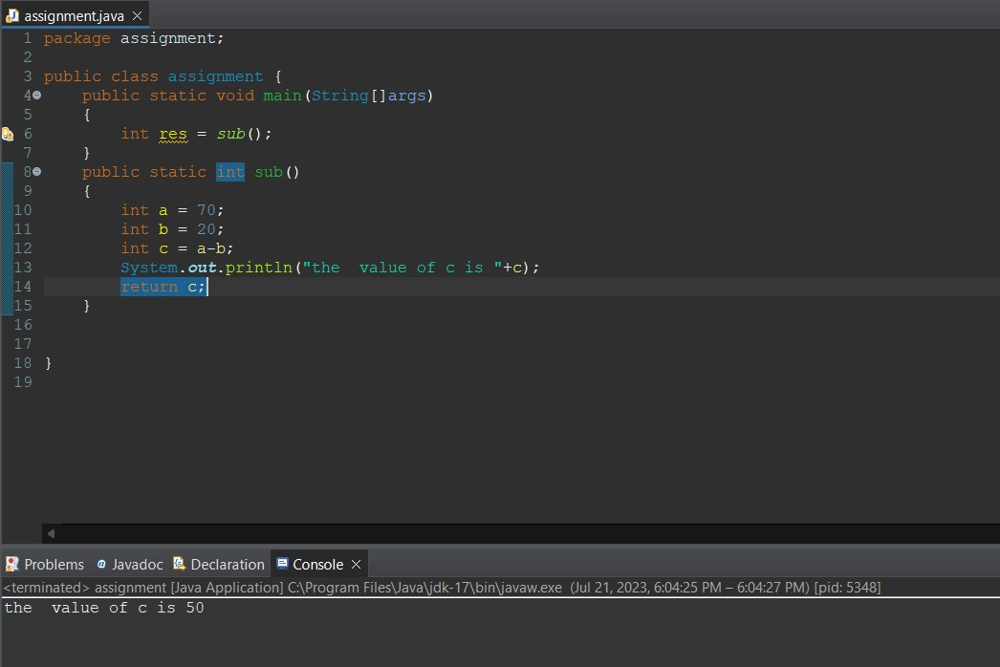 assignment.java
1 package assignment;
2
3 public class assignment {
4 public static void main(String[]args)
5 {
6 int res = sub();
7 }
8 public static int sub()
9 {
10 int a = 70;
11 int b = 20;
12 int c = a-b;
13 System.out.println("the  value of c is "+c);
14 return c;
15 }
16
17
18 }
19
Problems Javadoc Declaration Console
<terminated> assignment [Java Application] C:\Program Files\Java\jdk-17\bin\javaw.exe (Jul 21, 2023, 6:04:25 PM – 6:04:27 PM) [pid: 5348]
the  value of c is 50